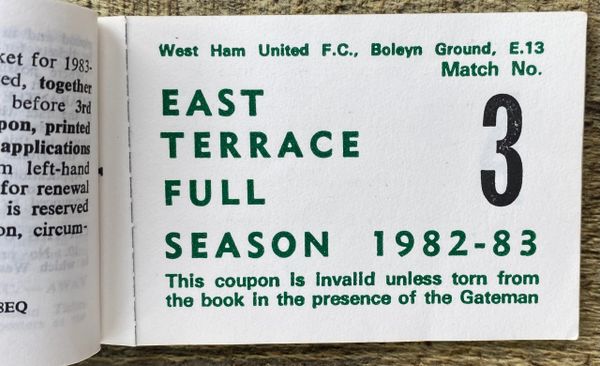 ket for 1983-
ed, together
before 3rd
pon, printed
applications
m left-hand
for renewal
is reserved
on, circum-
8EQ
West Ham United F.C., Boleyn Ground, E.13
Match No.
3
EAST
TERRACE
FULL
SEASON 1982-83
This coupon is invalid unless torn from
the book in the presence of the Gateman